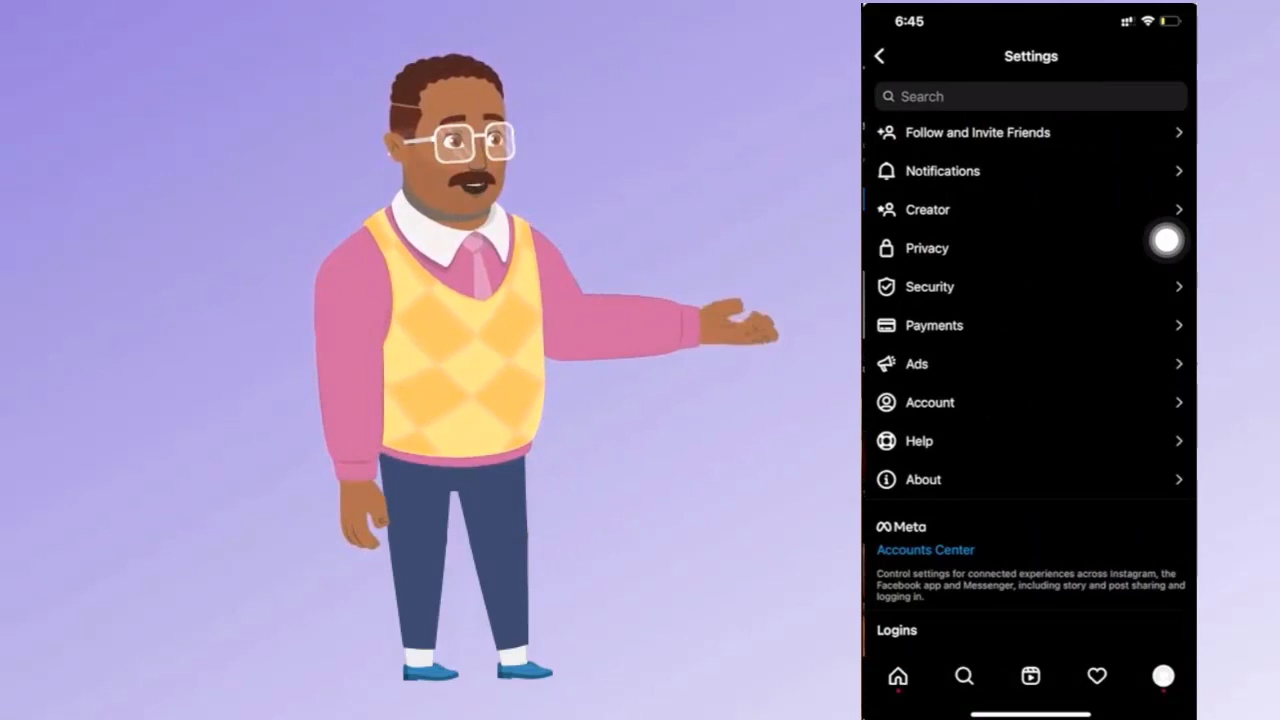 6:45
Settings
Search
Follow and Invite Friends
Notifications
Creator
Privacy
Security
Payments
Ads
Account
Help
About
Meta
Accounts Center
Control settings for connected experiences across Instagram, the
Facebook app and Messenger, including story and post sharing and
logging in.
Logins